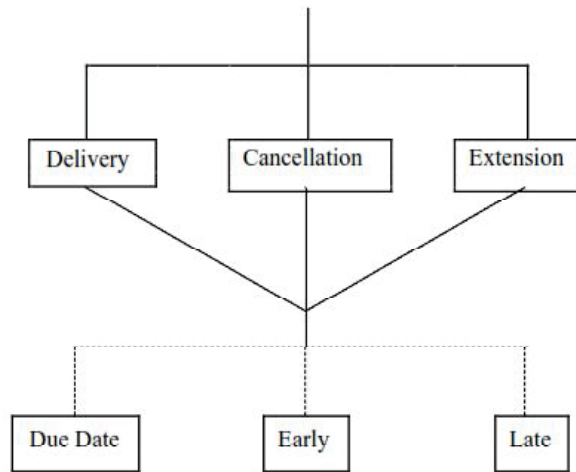 Delivery
Cancellation
Extension
Due Date
Early
Late